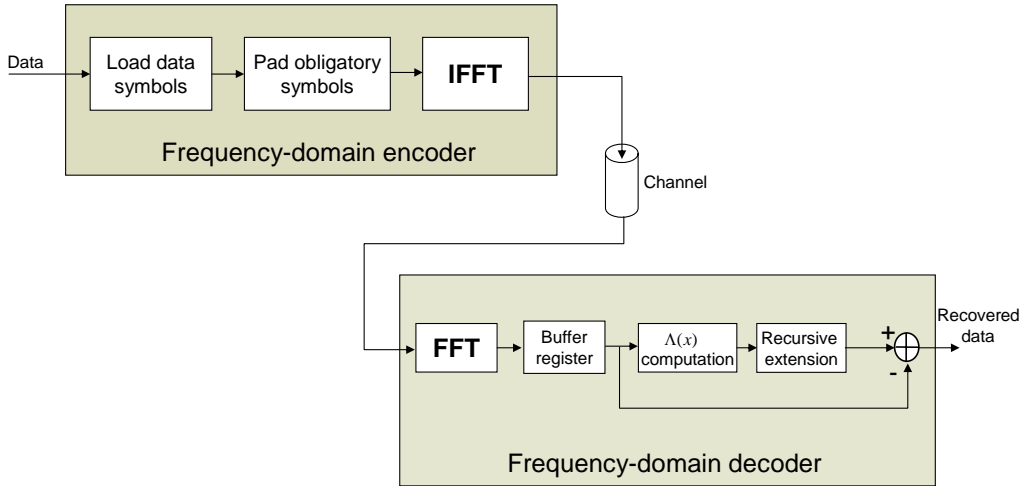 Data
Load data
symbols
Pad obligatory
symbols
IFFT
Frequency-domain encoder
Channel
FFT
Buffer
register
Λ(x)
computation
Recursive
extension
+
-
Recovered
data
Frequency-domain decoder